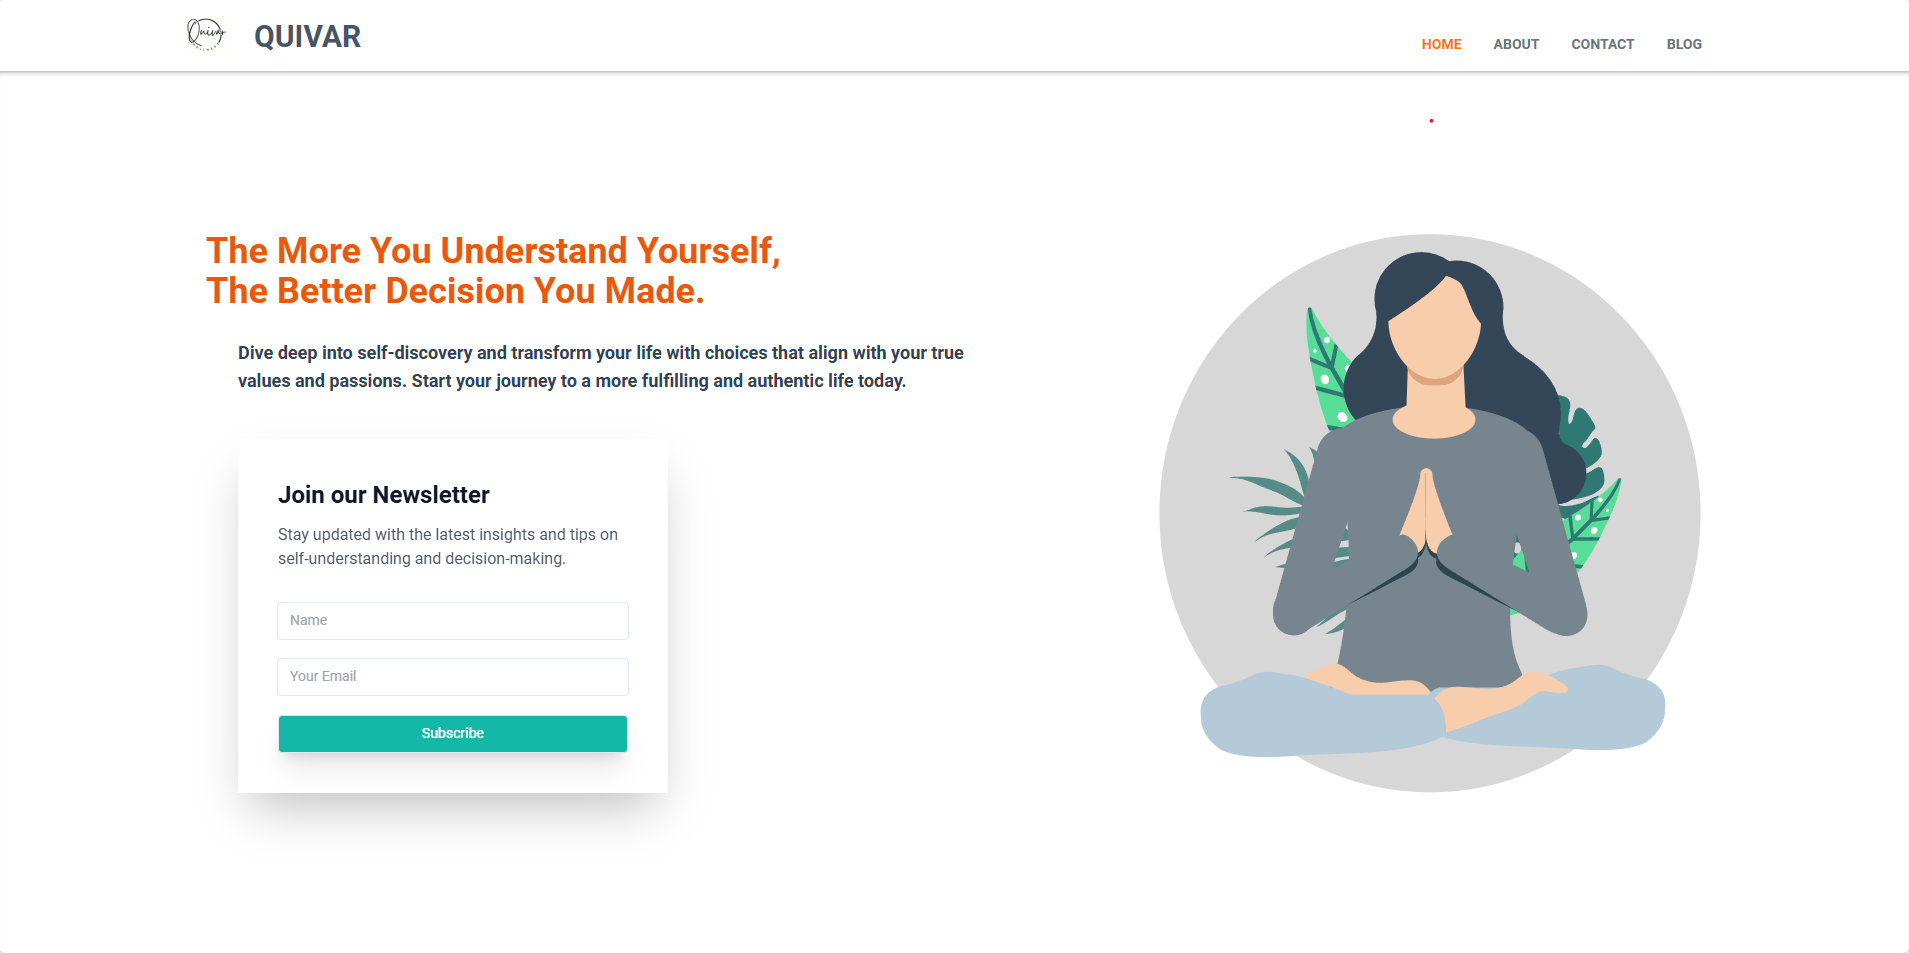 Quivar
QUIVAR
HOME ABOUT CONTACT BLOG
The More You Understand Yourself,
The Better Decision You Made.
Dive deep into self-discovery and transform your life with choices that align with your true
values and passions. Start your journey to a more fulfilling and authentic life today.
Join our Newsletter
Stay updated with the latest insights and tips on
self-understanding and decision-making.
Name
Your Email
Subscribe